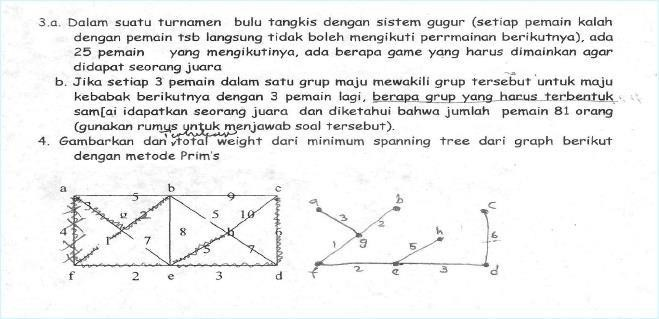 3.a. Dalam suatu turnamen bulu tangkis dengan sistem gugur (setiap pemain kalah
dengan pemain tsb langsung tidak boleh mengikuti perrmainan berikutnya), ada
25 pemain yang mengikutinya, ada berapa game yang harus dimainkan agar
didapat seorang juara
b. Jika setiap 3 pemain dalam satu grup maju mewakili grup tersebut untuk maju
kebabak berikutnya dengan 3 pemain lagi, berapa grup yang harus terbentuk
sam[ai idapatkan seorang juara dan diketahui bahwa jumlah pemain 81 orang
(gunakan rumus untuk menjawab soal tersebut).
4. Gambarkan dan total weight dari minimum spanning tree dari graph berikut
dengan metode Prim's
a 5 b 9 c
3 g 2 5 10
4 8 h 6
1 7 5 7
f 2 e 3 d
a b c
3 2 h
1 g 5 6
f 2 e 3 d